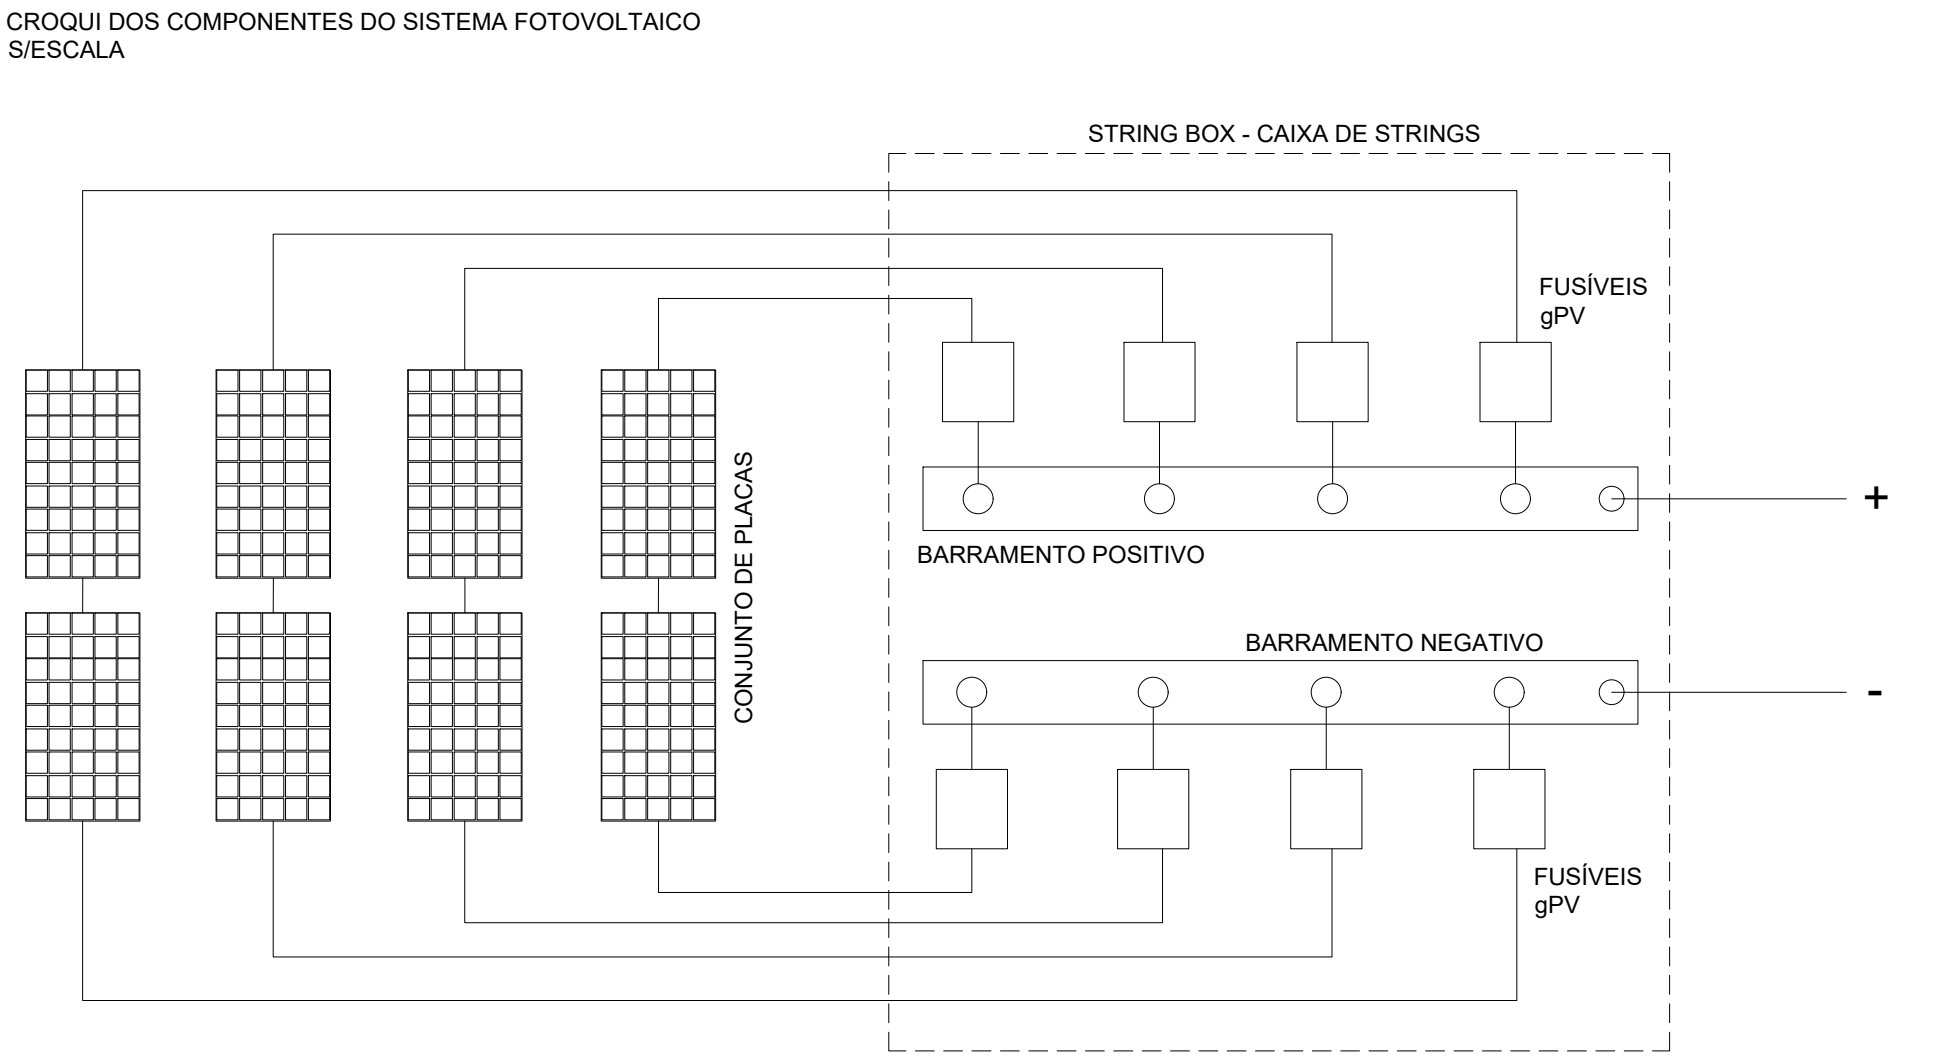 CROQUI DOS COMPONENTES DO SISTEMA FOTOVOLTAICO
S/ESCALA
STRING BOX - CAIXA DE STRINGS
FUSÍVEIS
gPV
CONJUNTO DE PLACAS
+
BARRAMENTO POSITIVO
BARRAMENTO NEGATIVO
-
FUSÍVEIS
gPV